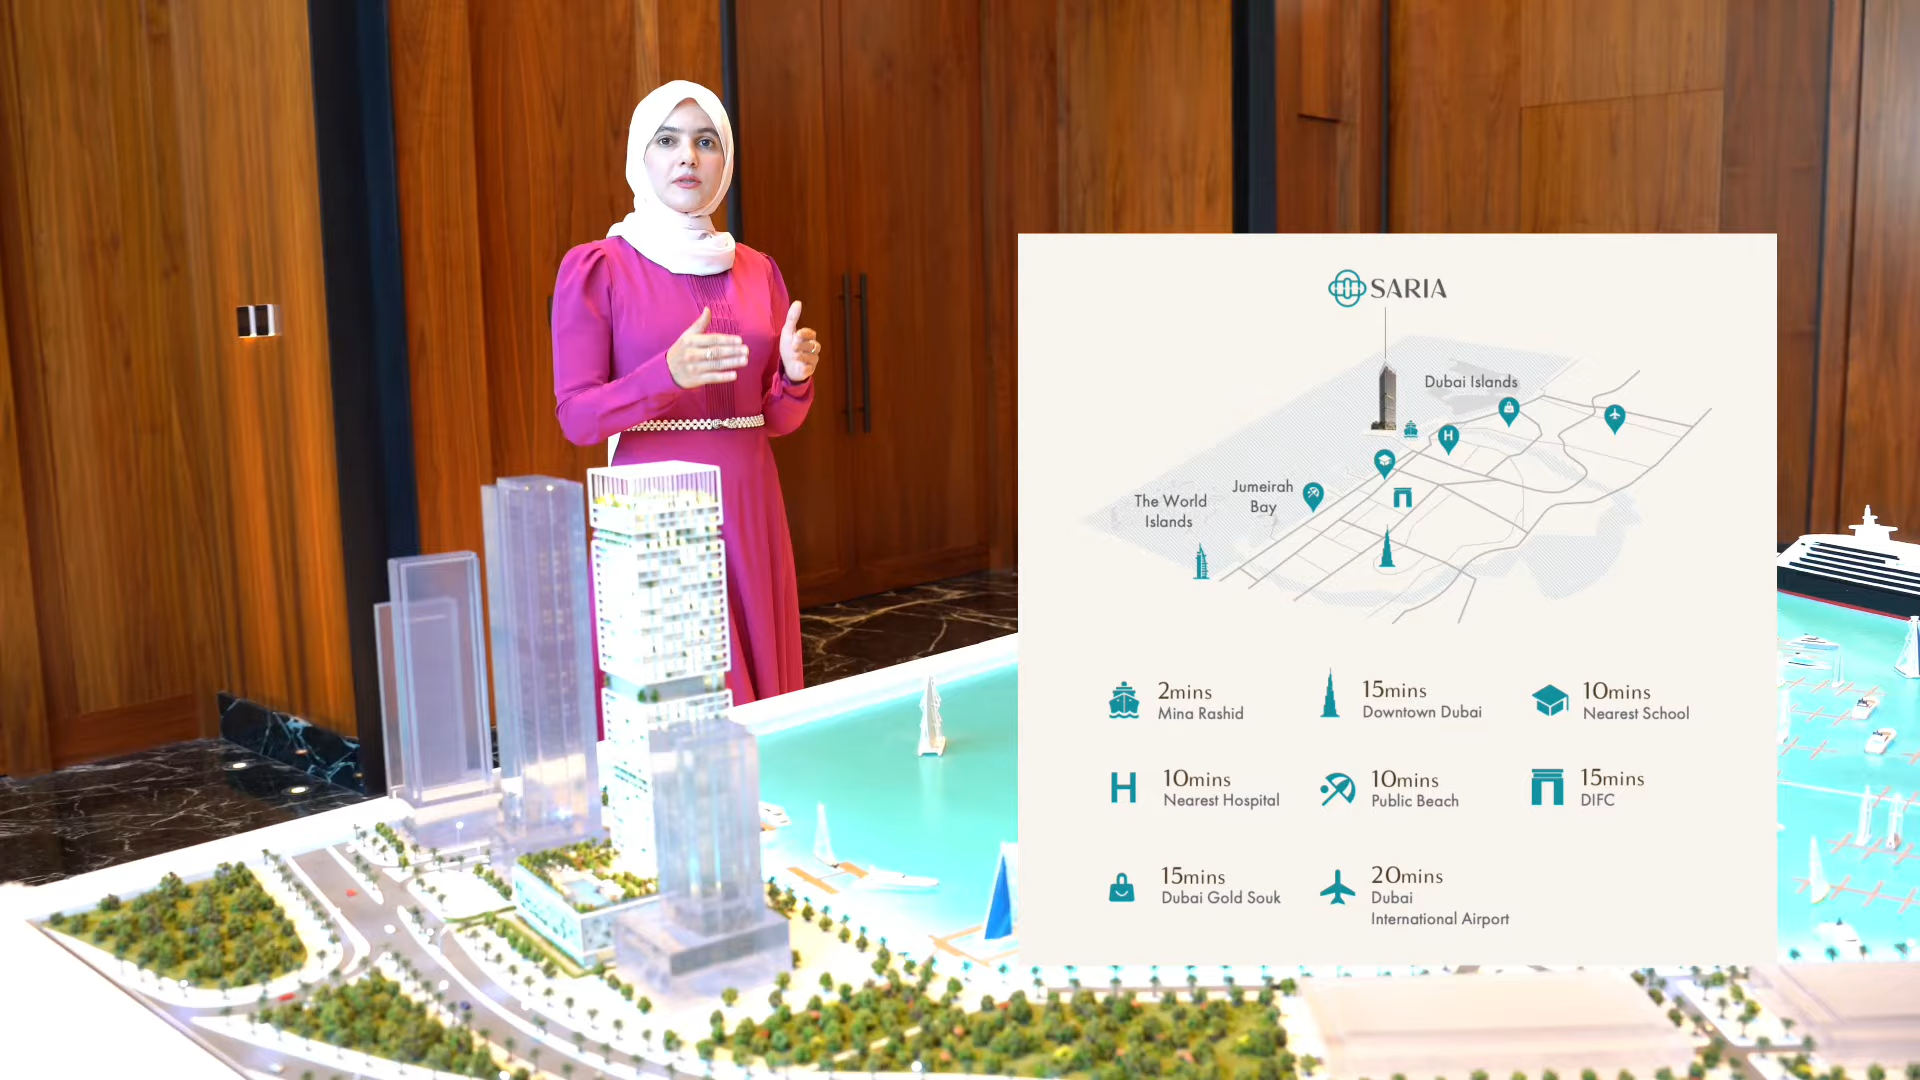 SARIA
Dubai Islands
H
Jumeirah
Bay
The World
Islands
2mins
Mina Rashid
15mins
Downtown Dubai
10mins
Nearest School
H
10mins
Nearest Hospital
10mins
Public Beach
15mins
DIFC
15mins
Dubai Gold Souk
20mins
Dubai
International Airport